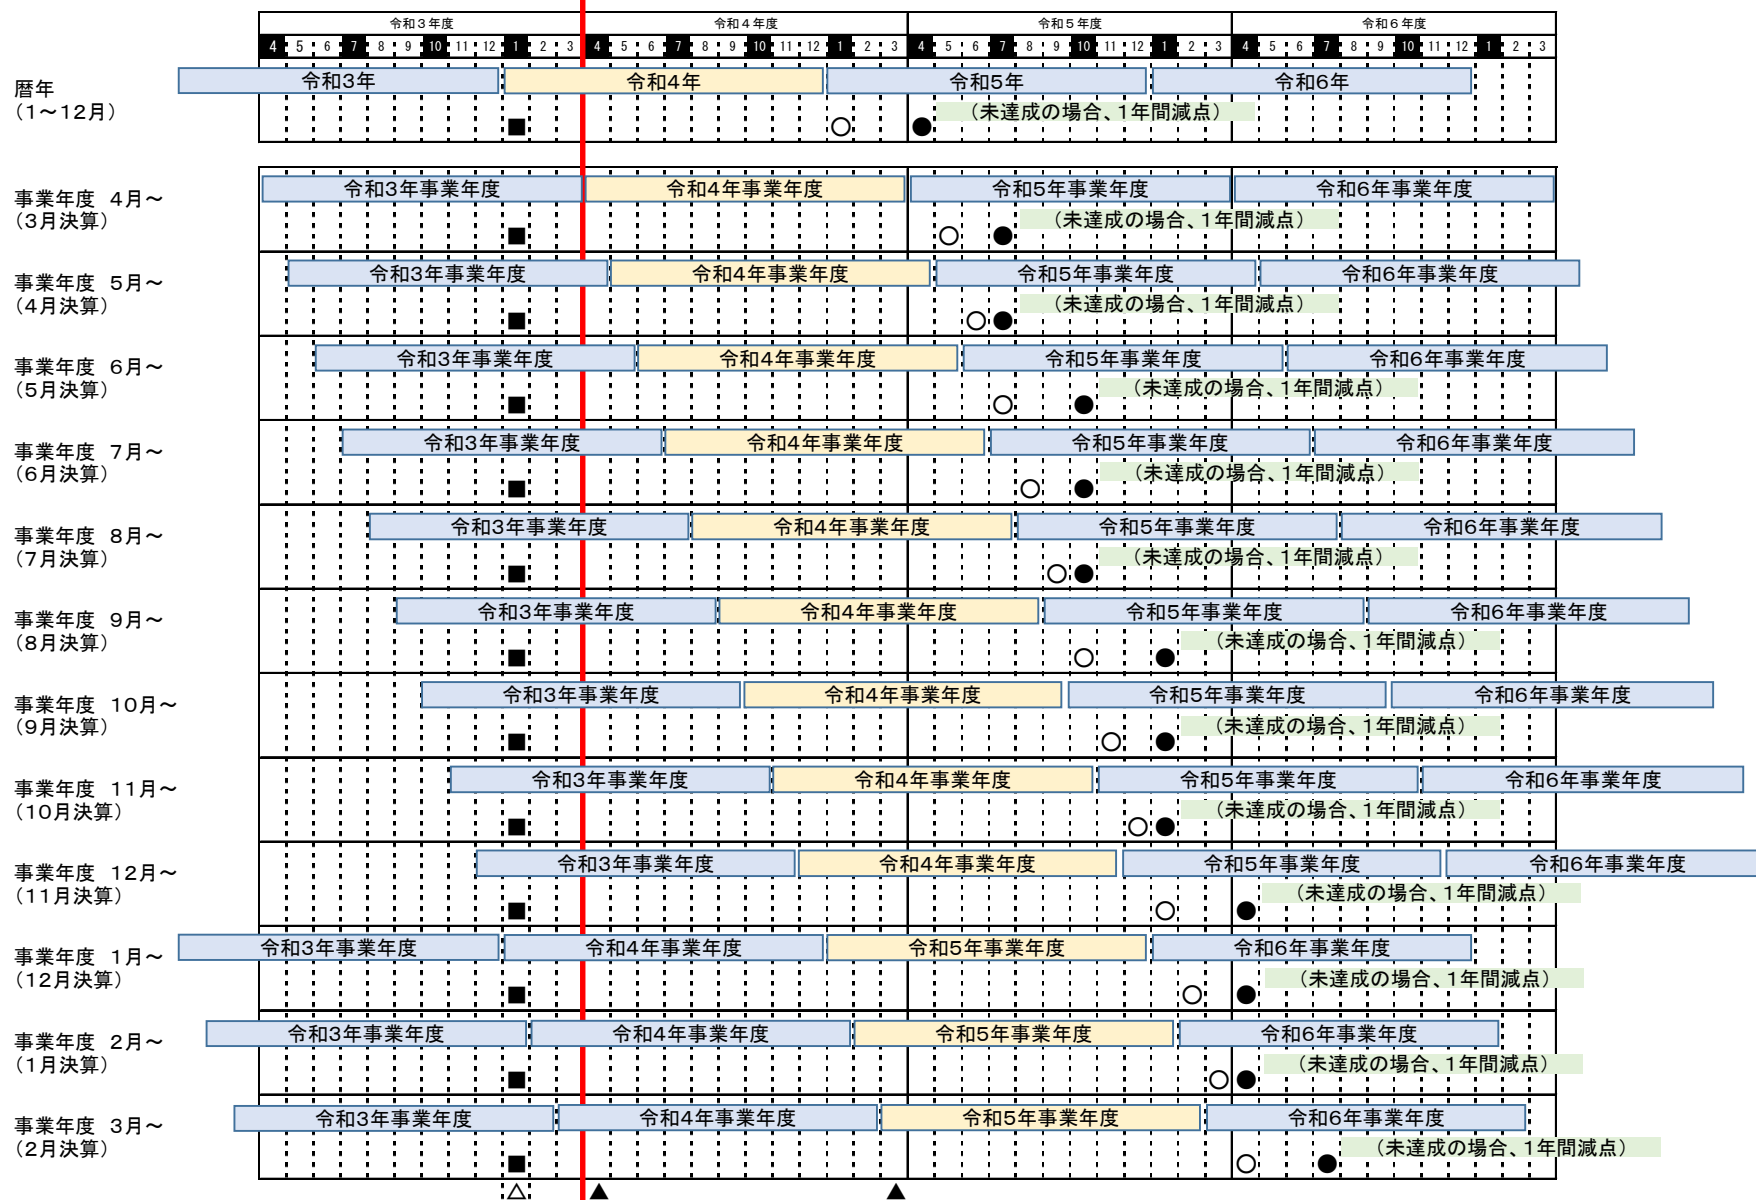 令和３年度 令和４年度 令和５年度 令和６年度
4 5 6 7 8 9 10 11 12 1 2 3 4 5 6 7 8 9 10 11 12 1 2 3 4 5 6 7 8 9 10 11 12 1 2 3 4 5 6 7 8 9 10 11 12 1 2 3
暦年
（1～12月）
令和3年 令和4年 令和5年 令和6年
（未達成の場合、1年間減点）
■ ○ ●
事業年度 4月～
（3月決算）
令和3年事業年度 令和4年事業年度 令和5年事業年度 令和6年事業年度
（未達成の場合、1年間減点）
■ ○ ●
事業年度 5月～
（4月決算）
令和3年事業年度 令和4年事業年度 令和5年事業年度 令和6年事業年度
（未達成の場合、1年間減点）
■ ○ ●
事業年度 6月～
（5月決算）
令和3年事業年度 令和4年事業年度 令和5年事業年度 令和6年事業年度
（未達成の場合、1年間減点）
■ ○ ●
事業年度 7月～
（6月決算）
令和3年事業年度 令和4年事業年度 令和5年事業年度 令和6年事業年度
（未達成の場合、1年間減点）
■ ○ ●
事業年度 8月～
（7月決算）
令和3年事業年度 令和4年事業年度 令和5年事業年度 令和6年事業年度
（未達成の場合、1年間減点）
■ ○ ●
事業年度 9月～
（8月決算）
令和3年事業年度 令和4年事業年度 令和5年事業年度 令和6年事業年度
（未達成の場合、1年間減点）
■ ○ ●
事業年度 10月～
（9月決算）
令和3年事業年度 令和4年事業年度 令和5年事業年度 令和6年事業年度
（未達成の場合、1年間減点）
■ ○ ●
事業年度 11月～
（10月決算）
令和3年事業年度 令和4年事業年度 令和5年事業年度 令和6年事業年度
（未達成の場合、1年間減点）
■ ○ ●
事業年度 12月～
（11月決算）
令和3年事業年度 令和4年事業年度 令和5年事業年度 令和6年事業年度
（未達成の場合、1年間減点）
■ ○ ●
事業年度 1月～
（12月決算）
令和3年事業年度 令和4年事業年度 令和5年事業年度 令和6年事業年度
（未達成の場合、1年間減点）
■ ○ ●
事業年度 2月～
（1月決算）
令和3年事業年度 令和4年事業年度 令和5年事業年度 令和6年事業年度
（未達成の場合、1年間減点）
■ ○ ●
事業年度 3月～
（2月決算）
令和3年事業年度 令和4年事業年度 令和5年事業年度 令和6年事業年度
（未達成の場合、1年間減点）
■ ○ ●
△ ▲ ▲